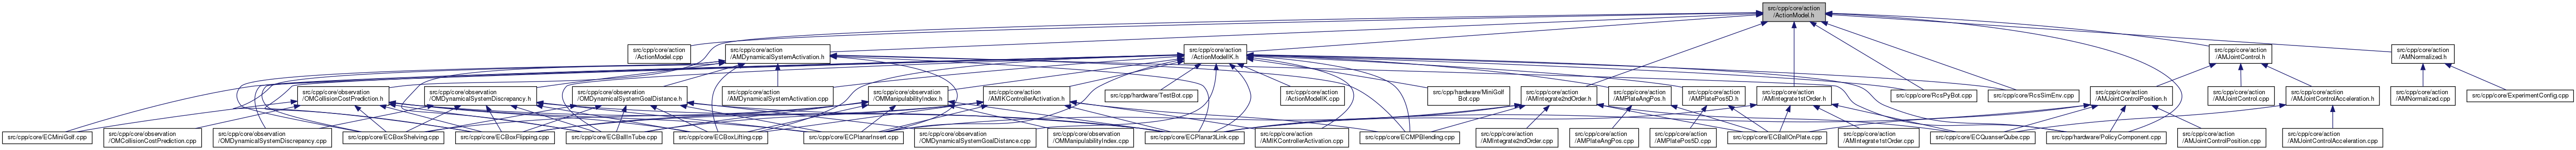 src/cpp/core/action
/ActionModel.h
src/cpp/core/action
/ActionModel.cpp
src/cpp/core/action
/AMDynamicalSystemActivation.h
src/cpp/core/action
/ActionModelIK.h
src/cpp/core/action
/AMJointControl.h
src/cpp/core/action
/AMNormalized.h
src/cpp/core/observation
/OMCollisionCostPrediction.h
src/cpp/core/observation
/OMDynamicalSystemDiscrepancy.h
src/cpp/core/observation
/OMDynamicalSystemGoalDistance.h
src/cpp/core/action
/AMDynamicalSystemActivation.cpp
src/cpp/core/observation
/OMManipulabilityIndex.h
src/cpp/core/action
/AMIKControllerActivation.h
src/cpp/hardware/TestBot.cpp
src/cpp/core/action
/ActionModelIK.cpp
src/cpp/hardware/MiniGolf
Bot.cpp
src/cpp/core/action
/AMIntegrate2ndOrder.h
src/cpp/core/action
/AMPlateAngPos.h
src/cpp/core/action
/AMPlatePos5D.h
src/cpp/core/action
/AMIntegrate1stOrder.h
src/cpp/core/RcsPyBot.cpp
src/cpp/core/RcsSimEnv.cpp
src/cpp/core/action
/AMJointControlPosition.h
src/cpp/core/action
/AMJointControl.cpp
src/cpp/core/action
/AMJointControlAcceleration.h
src/cpp/core/action
/AMNormalized.cpp
src/cpp/core/ExperimentConfig.cpp
src/cpp/core/ECMiniGolf.cpp
src/cpp/core/observation
/OMCollisionCostPrediction.cpp
src/cpp/core/observation
/OMDynamicalSystemDiscrepancy.cpp
src/cpp/core/ECBoxShelving.cpp
src/cpp/core/ECBoxFlipping.cpp
src/cpp/core/ECBallInTube.cpp
src/cpp/core/ECBoxLifting.cpp
src/cpp/core/ECPlanarInsert.cpp
src/cpp/core/observation
/OMDynamicalSystemGoalDistance.cpp
src/cpp/core/observation
/OMManipulabilityIndex.cpp
src/cpp/core/ECPlanar3Link.cpp
src/cpp/core/action
/AMIKControllerActivation.cpp
src/cpp/core/ECMPBlending.cpp
src/cpp/core/action
/AMIntegrate2ndOrder.cpp
src/cpp/core/action
/AMPlateAngPos.cpp
src/cpp/core/action
/AMPlatePos5D.cpp
src/cpp/core/ECBallOnPlate.cpp
src/cpp/core/action
/AMIntegrate1stOrder.cpp
src/cpp/core/ECQuanserQube.cpp
src/cpp/hardware/PolicyComponent.cpp
src/cpp/core/action
/AMJointControlPosition.cpp
src/cpp/core/action
/AMJointControlAcceleration.cpp